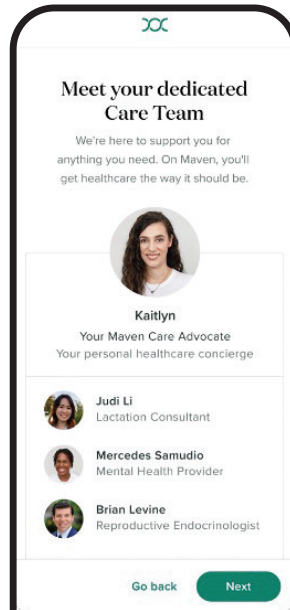 Meet your dedicated
Care Team
We're here to support you for
anything you need. On Maven, you'll
get healthcare the way it should be.
Kaitlyn
Your Maven Care Advocate
Your personal healthcare concierge
Judi Li
Lactation Consultant
Mercedes Samudio
Mental Health Provider
Brian Levine
Reproductive Endocrinologist
Go back
Next